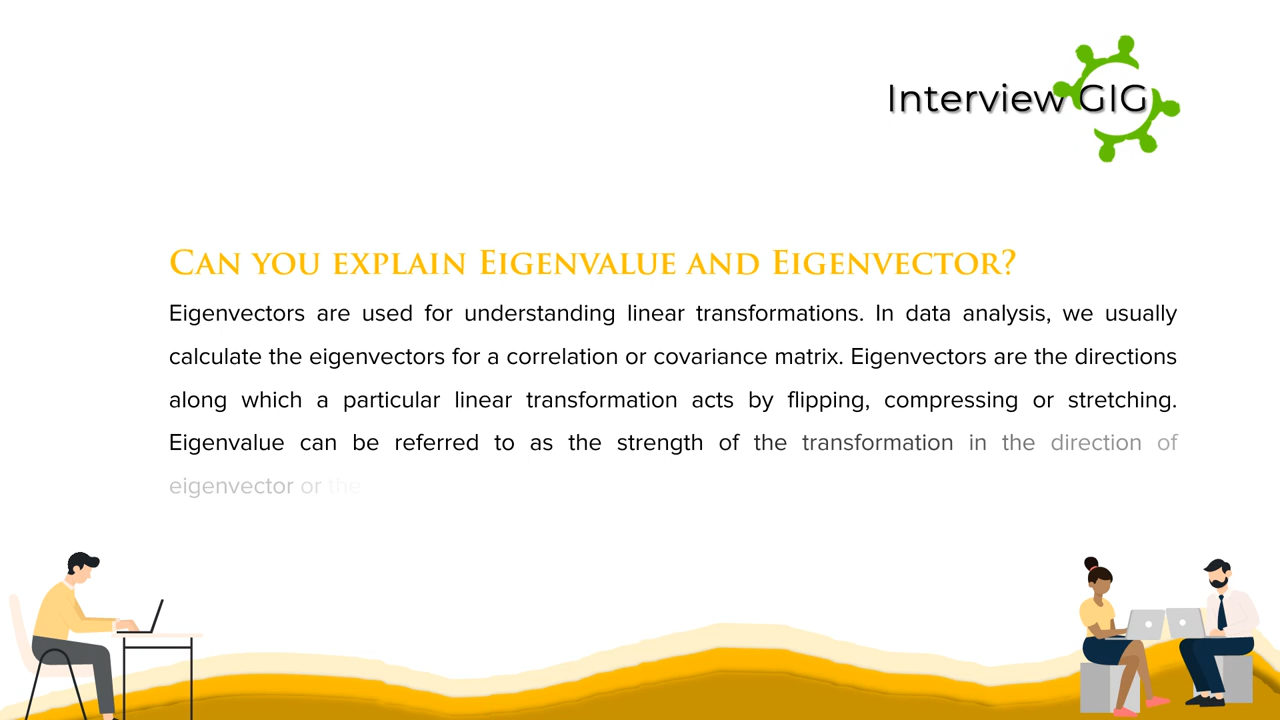 Interview GIG
Can you explain Eigenvalue and Eigenvector?
Eigenvectors are used for understanding linear transformations. In data analysis, we usually
calculate the eigenvectors for a correlation or covariance matrix. Eigenvectors are the directions
along which a particular linear transformation acts by flipping, compressing or stretching.
Eigenvalue can be referred to as the strength of the transformation in the direction of
eigenvector or the